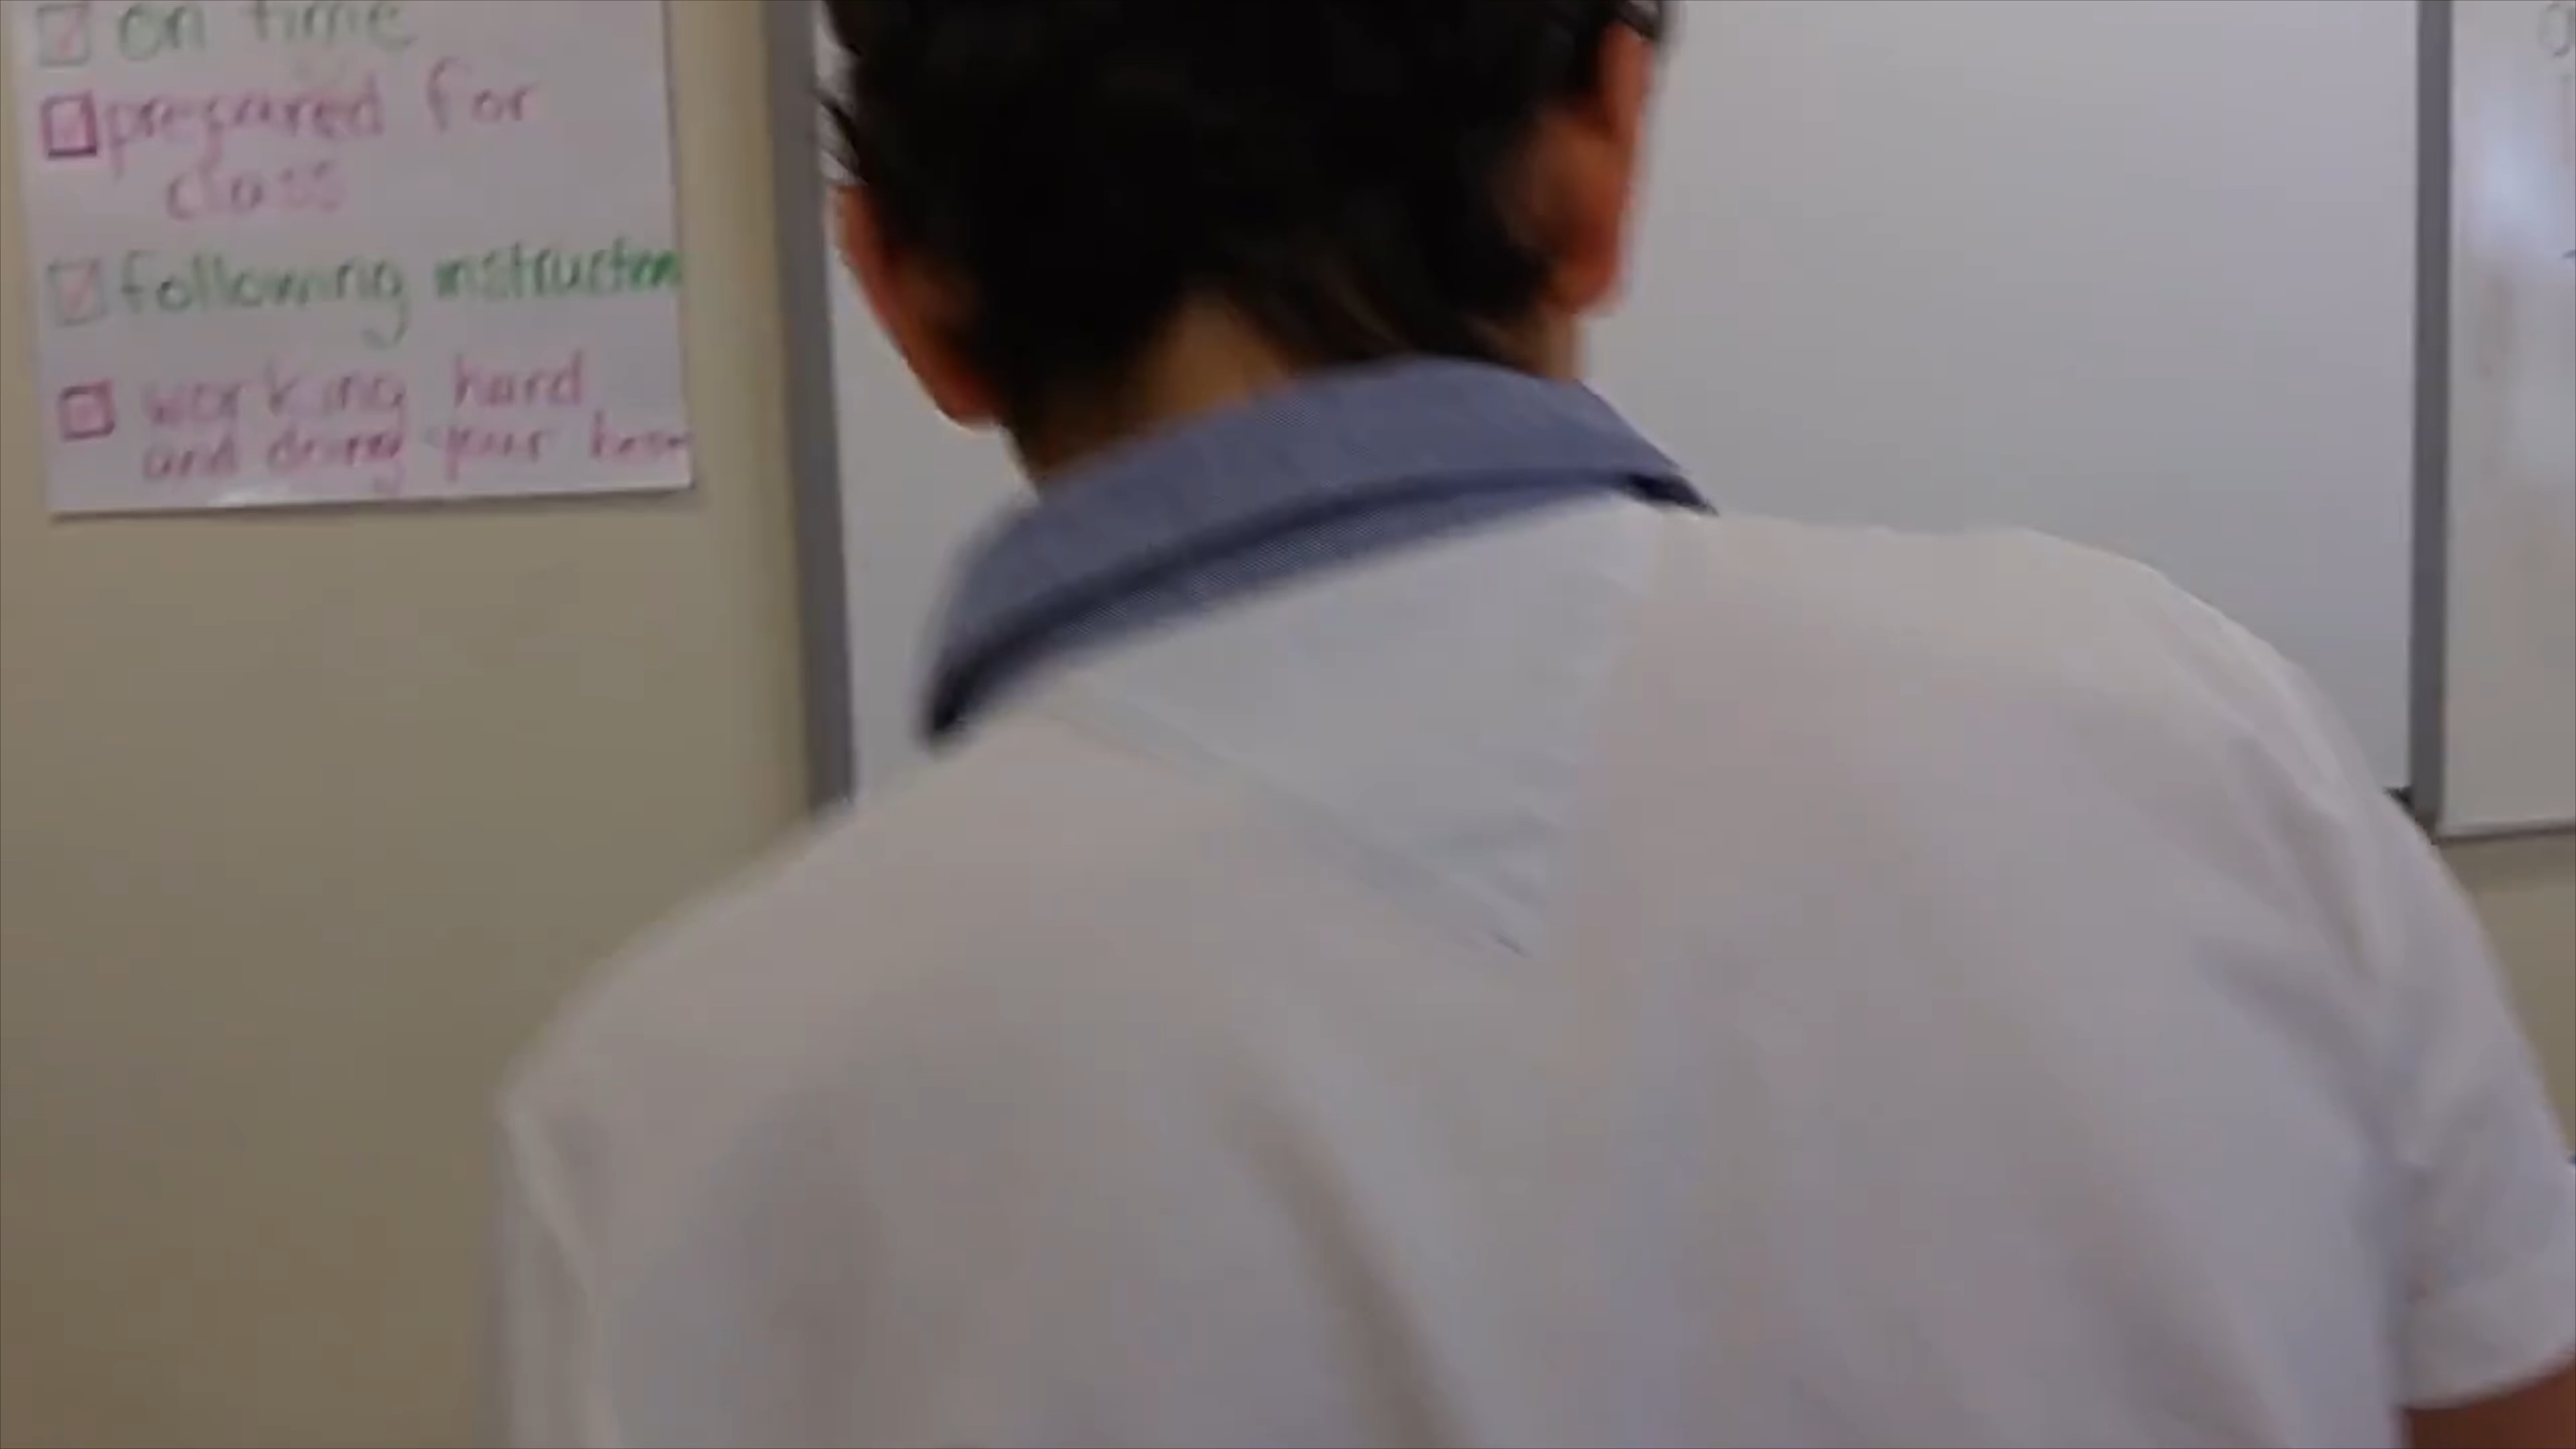 on time
prepared for
class
following instruction
working hard
and doing your best